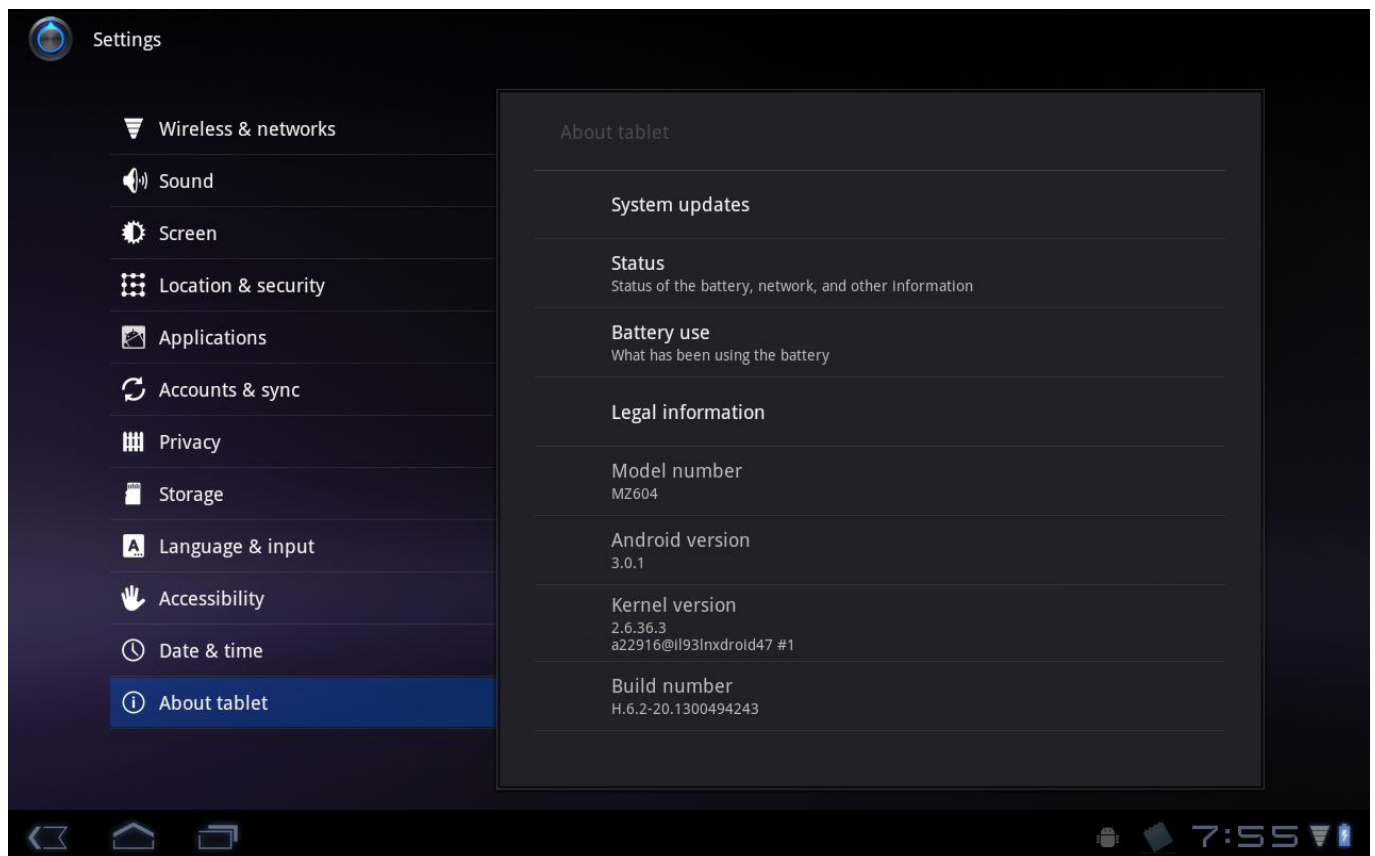 Settings
Wireless & networks
Sound
Screen
Location & security
Applications
Accounts & sync
Privacy
Storage
Language & input
Accessibility
Date & time
About tablet
About tablet
System updates
Status
Status of the battery, network, and other information
Battery use
What has been using the battery
Legal information
Model number
MZ604
Android version
3.0.1
Kernel version
2.6.36.3
a22916@il93lnxdroid47 #1
Build number
H.6.2-20.1300494243
7:55